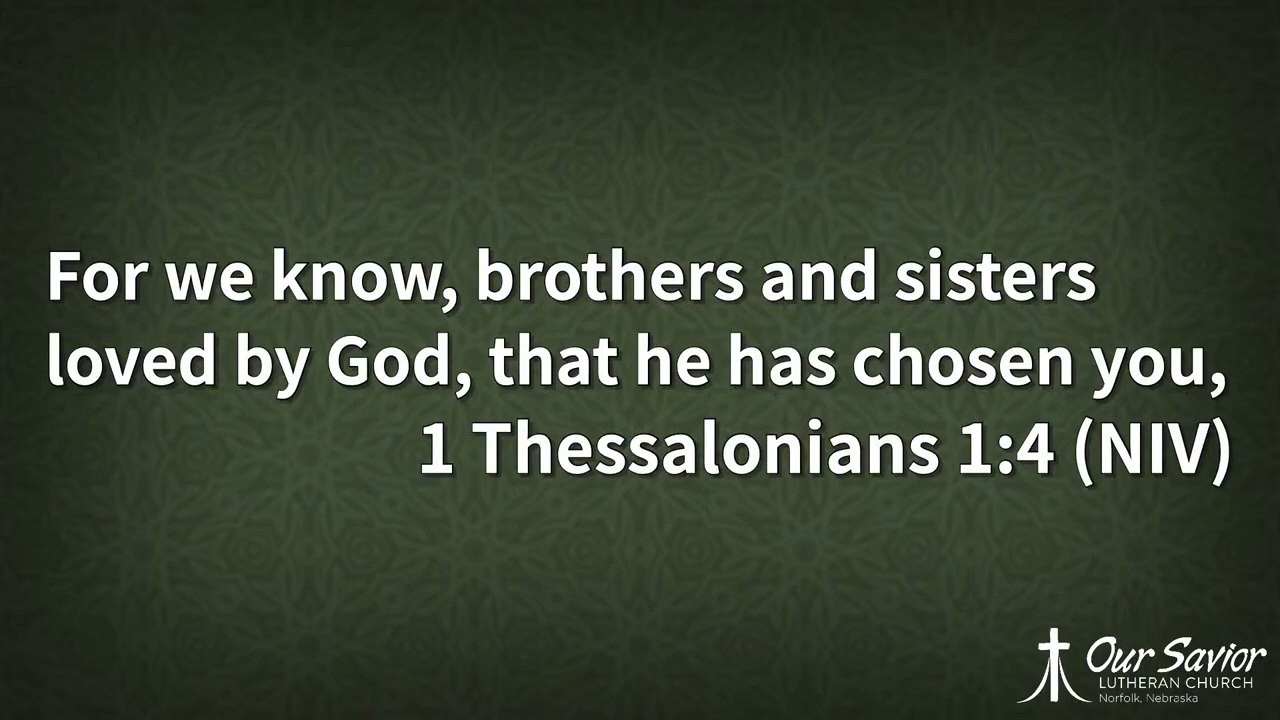 For we know, brothers and sisters
loved by God, that he has chosen you,
1 Thessalonians 1:4 (NIV)
Our Savior
LUTHERAN CHURCH
Norfolk, Nebraska